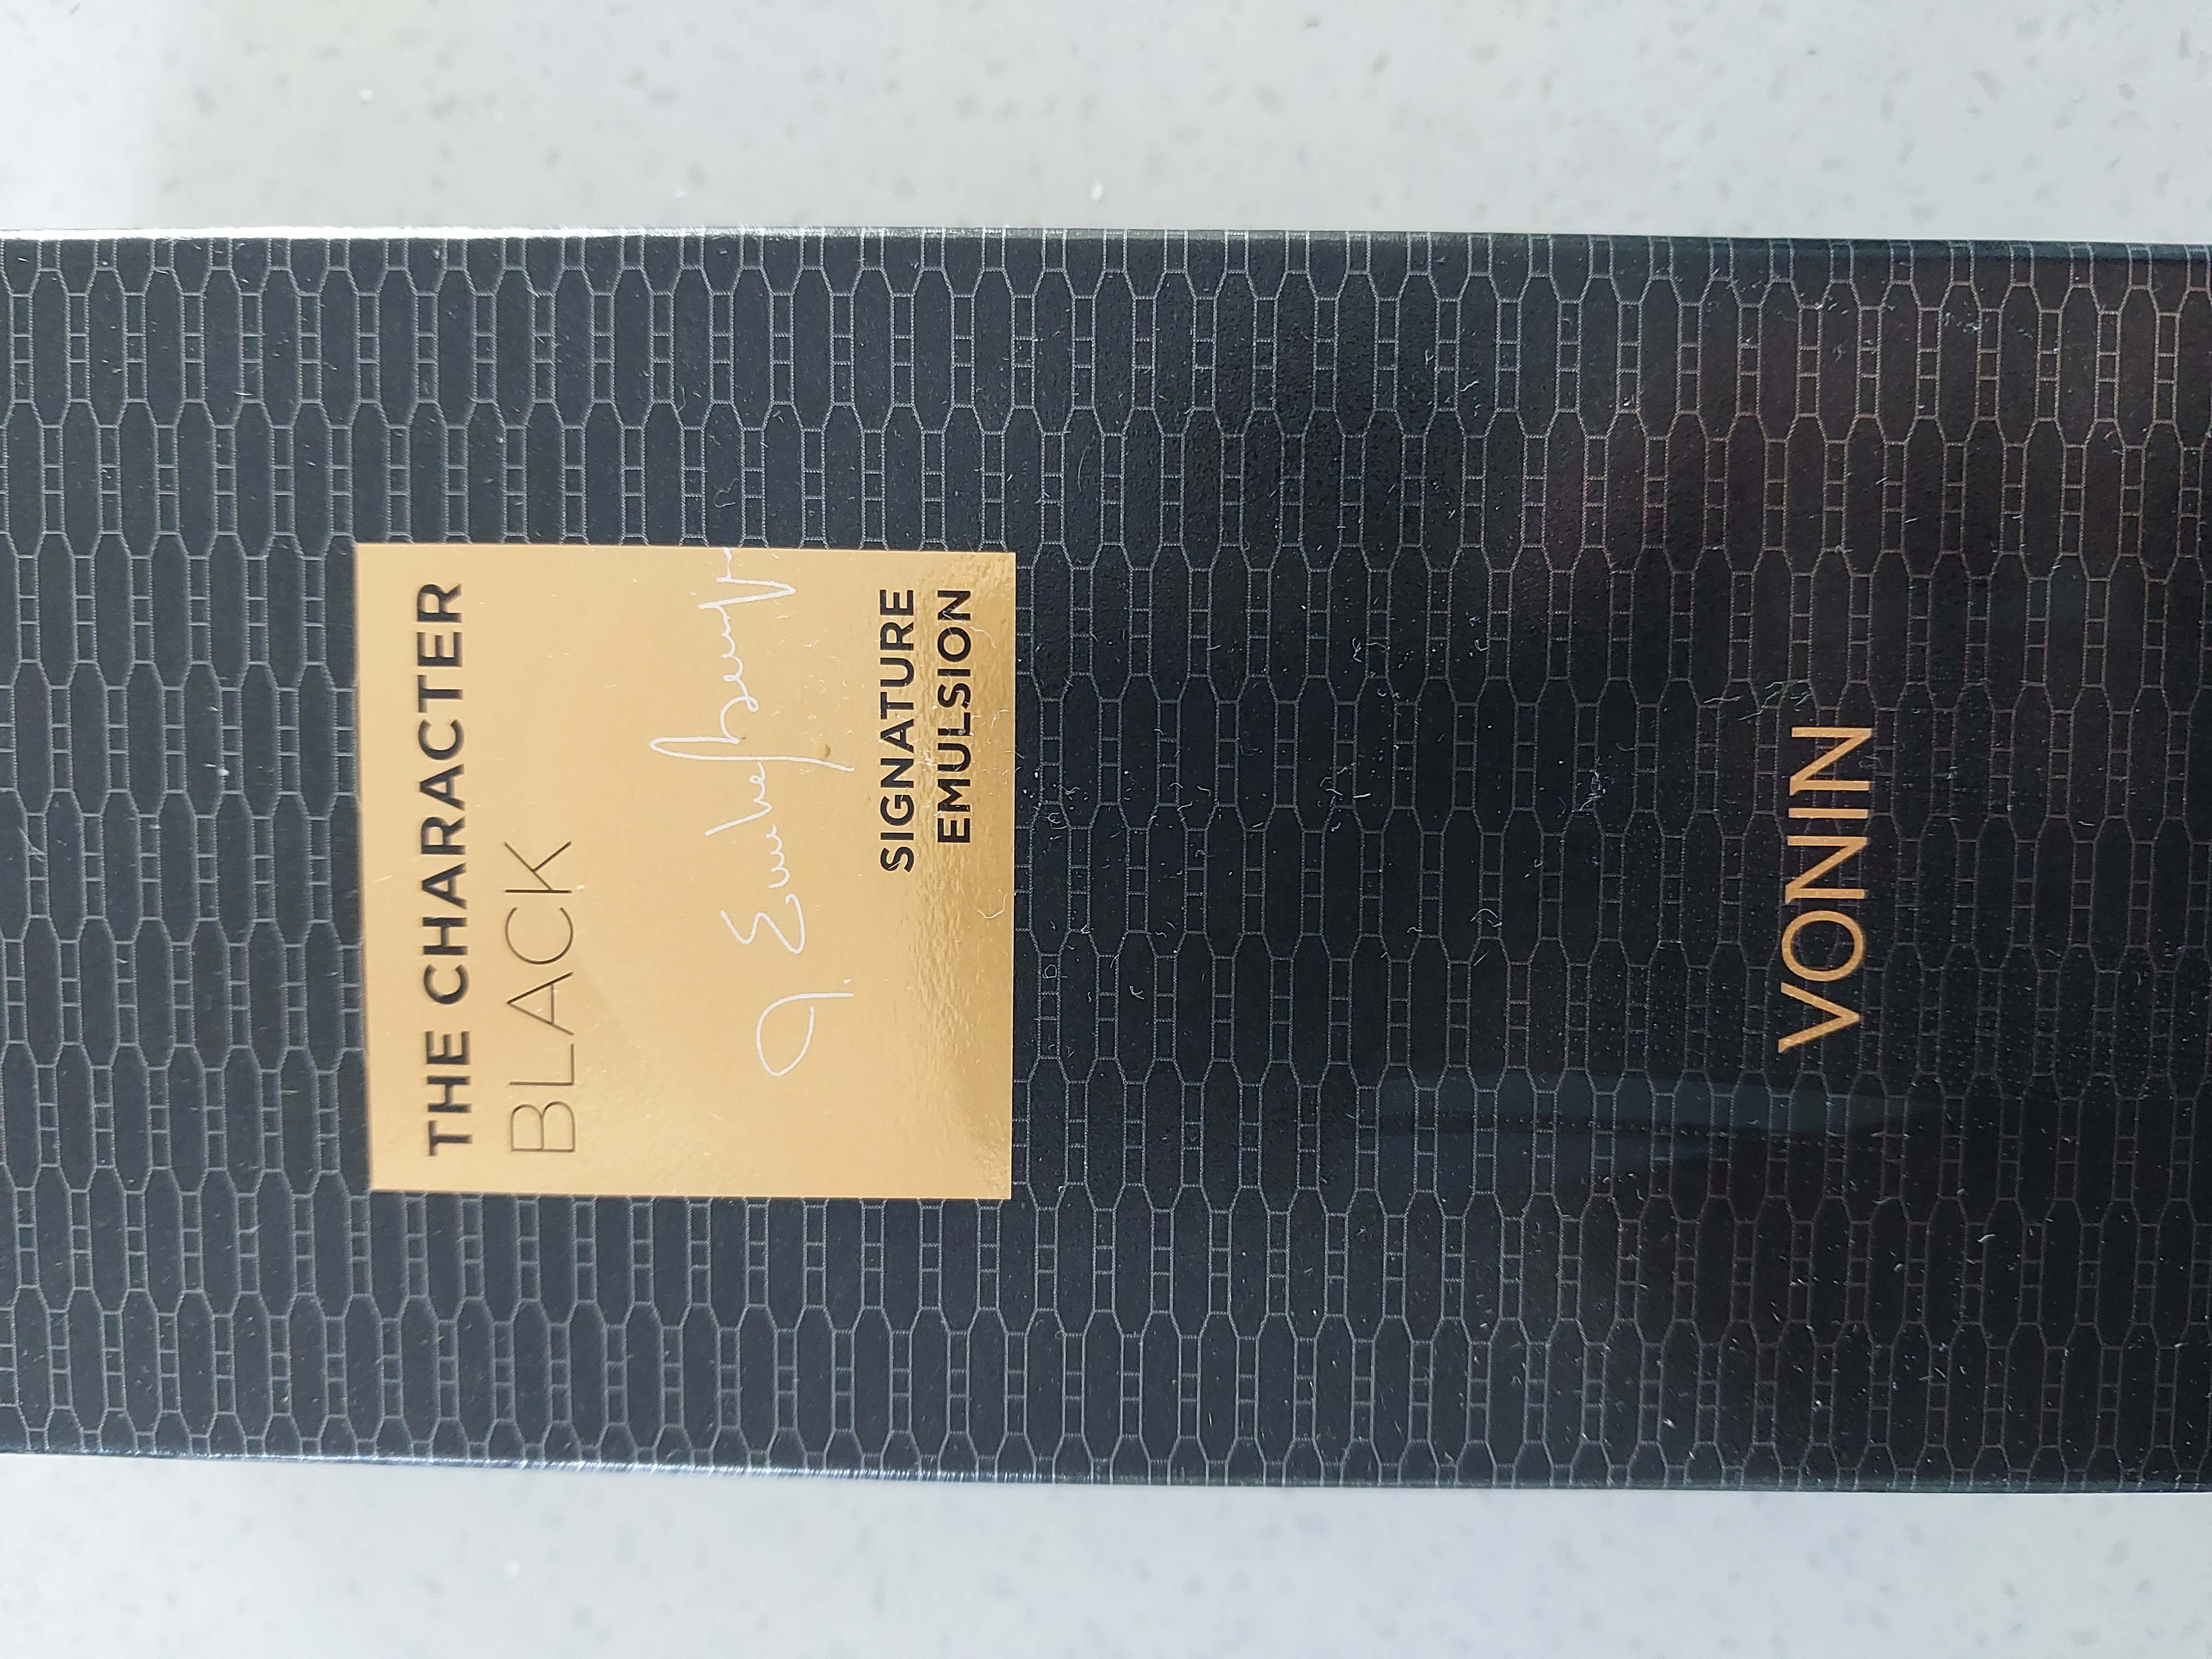 THE CHARACTER
BLACK
SIGNATURE
EMULSION
VONIN